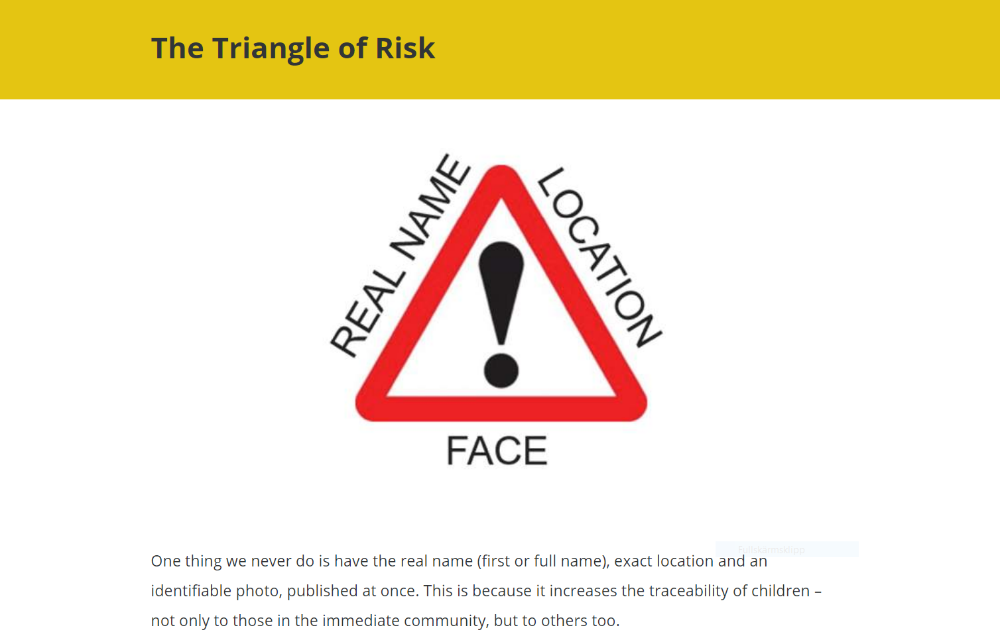 The Triangle of Risk
REAL NAME
LOCATION
FACE
Fullskärmsklipp
One thing we never do is have the real name (first or full name), exact location and an
identifiable photo, published at once. This is because it increases the traceability of children –
not only to those in the immediate community, but to others too.